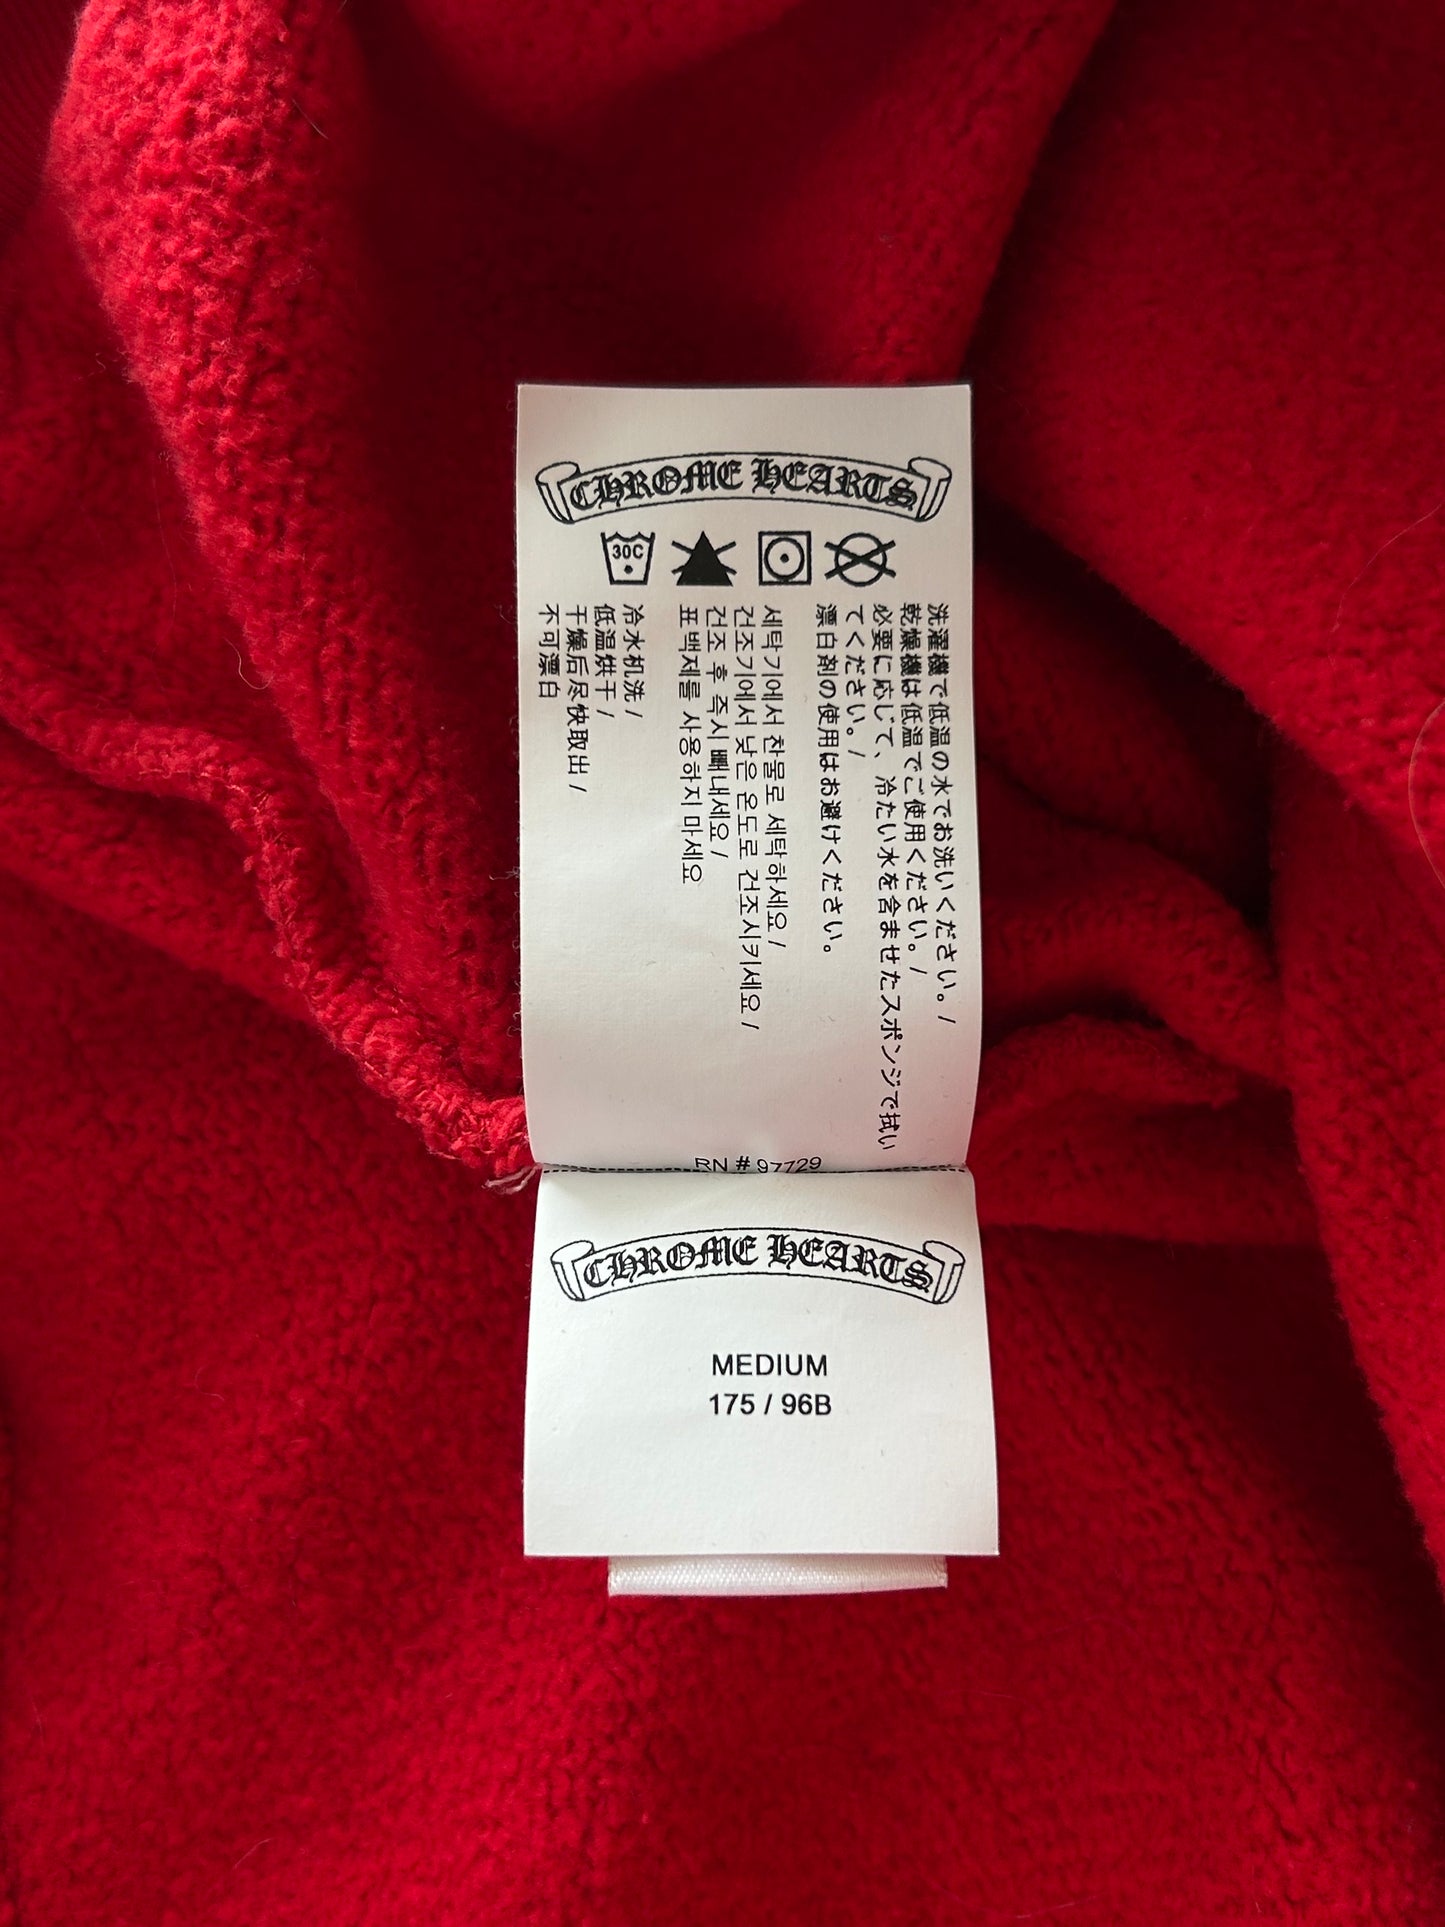 CHROME HEARTS
30C
洗濯機で低温の水でお洗いください。/
乾燥機は低温でご使用ください。/
必要に応じて、冷たい水を含ませたスポンジで拭い
てください。/
漂白剤の使用はお避けください。
세탁기에서 찬물로 세탁하세요/
건조기에서 낮은 온도로 건조시키세요/
건조 후 즉시 빼내세요/
표백제를 사용하지 마세요
冷水机洗/
低温烘干/
干燥后尽快取出/
不可漂白
RN # 97729
CHROME HEARTS
MEDIUM
175 / 96B